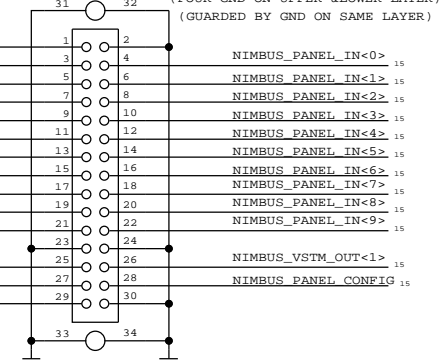 31 32
(GUARDED BY GND ON SAME LAYER)
1 2
3 4 NIMBUS_PANEL_IN<0> 15
5 6 NIMBUS_PANEL_IN<1> 15
7 8 NIMBUS_PANEL_IN<2> 15
9 10 NIMBUS_PANEL_IN<3> 15
11 12 NIMBUS_PANEL_IN<4> 15
13 14 NIMBUS_PANEL_IN<5> 15
15 16 NIMBUS_PANEL_IN<6> 15
17 18 NIMBUS_PANEL_IN<7>
19 20 NIMBUS_PANEL_IN<8> 15
21 22 NIMBUS_PANEL_IN<9> 15
23 24
25 26 NIMBUS_VSTM_OUT<1> 15
27 28 NIMBUS_PANEL_CONFIG 15
29 30
33 34